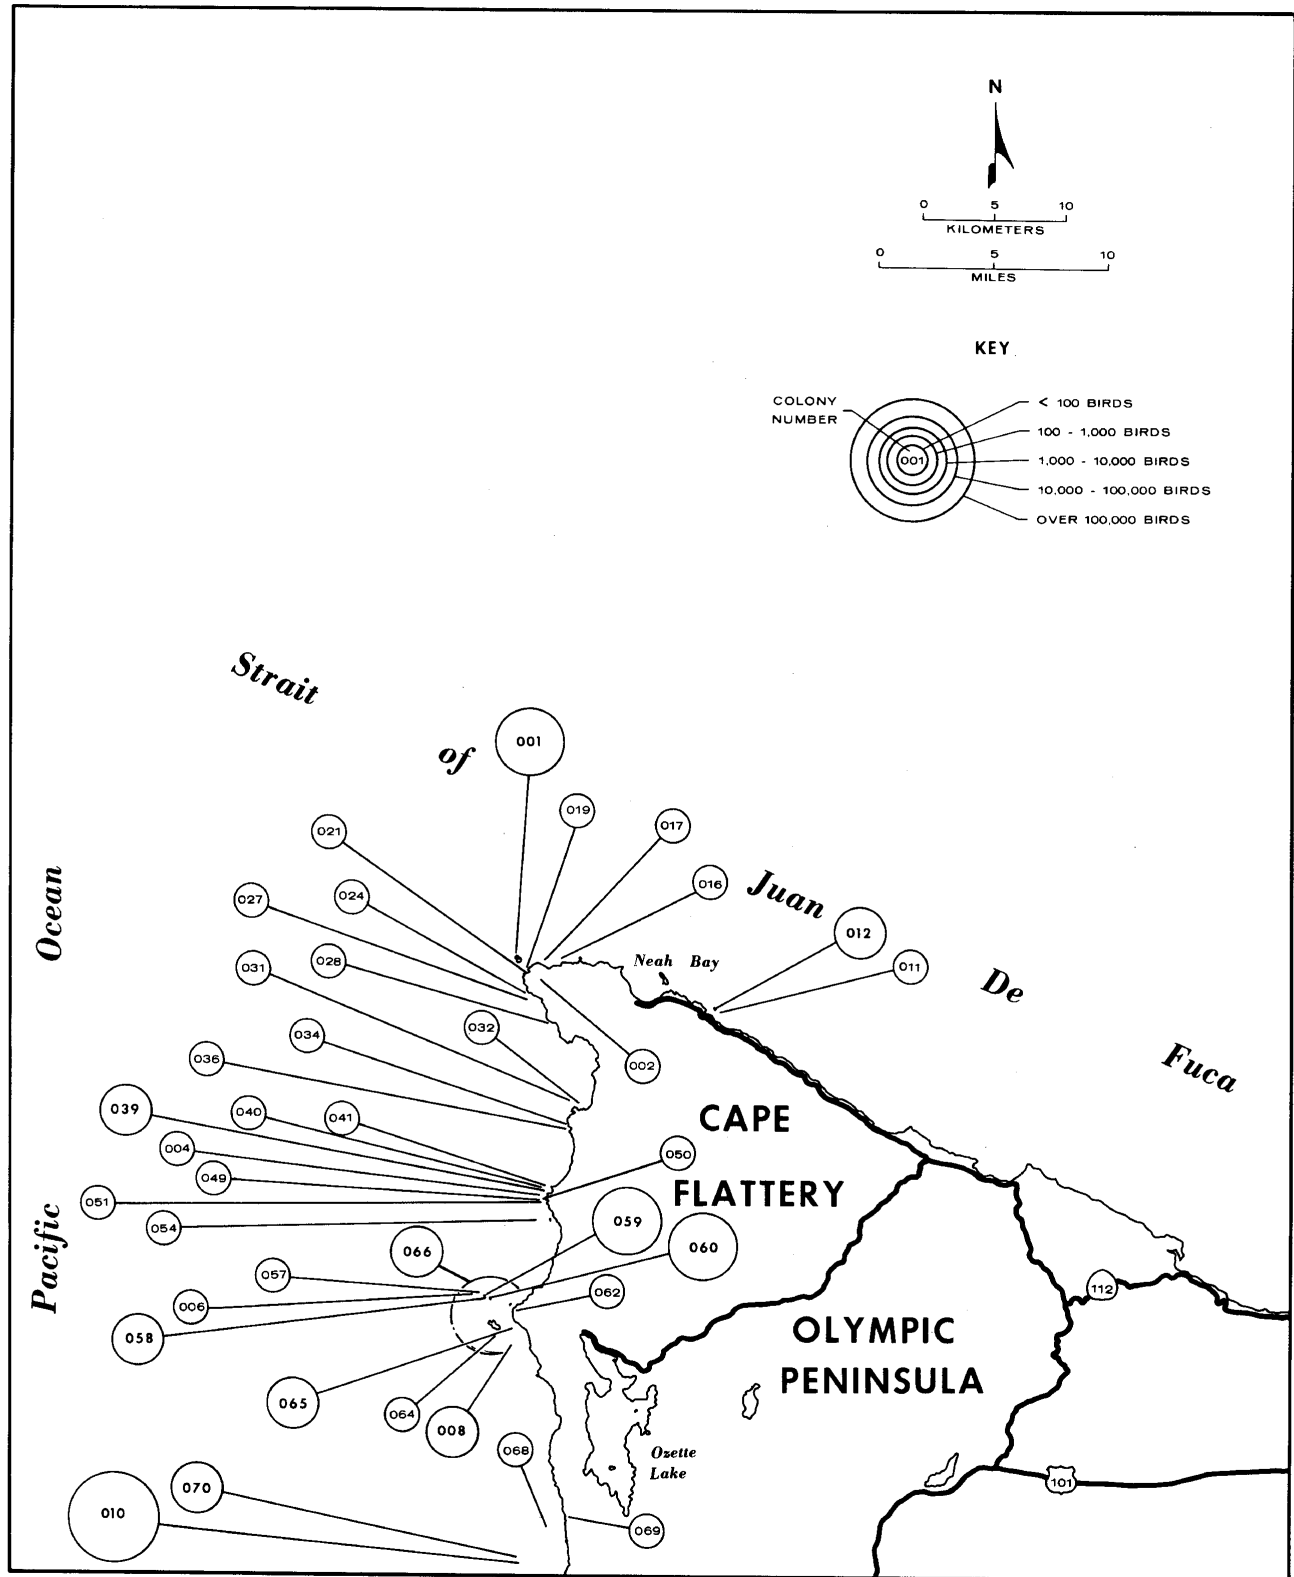 N
0 5 10
KILOMETERS
0 5 10
MILES
KEY
COLONY
NUMBER
001
< 100 BIRDS
100 - 1,000 BIRDS
1,000 - 10,000 BIRDS
10,000 - 100,000 BIRDS
OVER 100,000 BIRDS
Strait
of
Juan
De
Fuca
Pacific
Ocean
001
019
017
021
016
024
027
012
028
Neah Bay
011
031
032
034
002
036
039
040
041
CAPE
004
050
049
FLATTERY
051
054
059
060
066
057
062
112
006
058
OLYMPIC
PENINSULA
065
064
008
068
Ozette
Lake
101
070
010
069